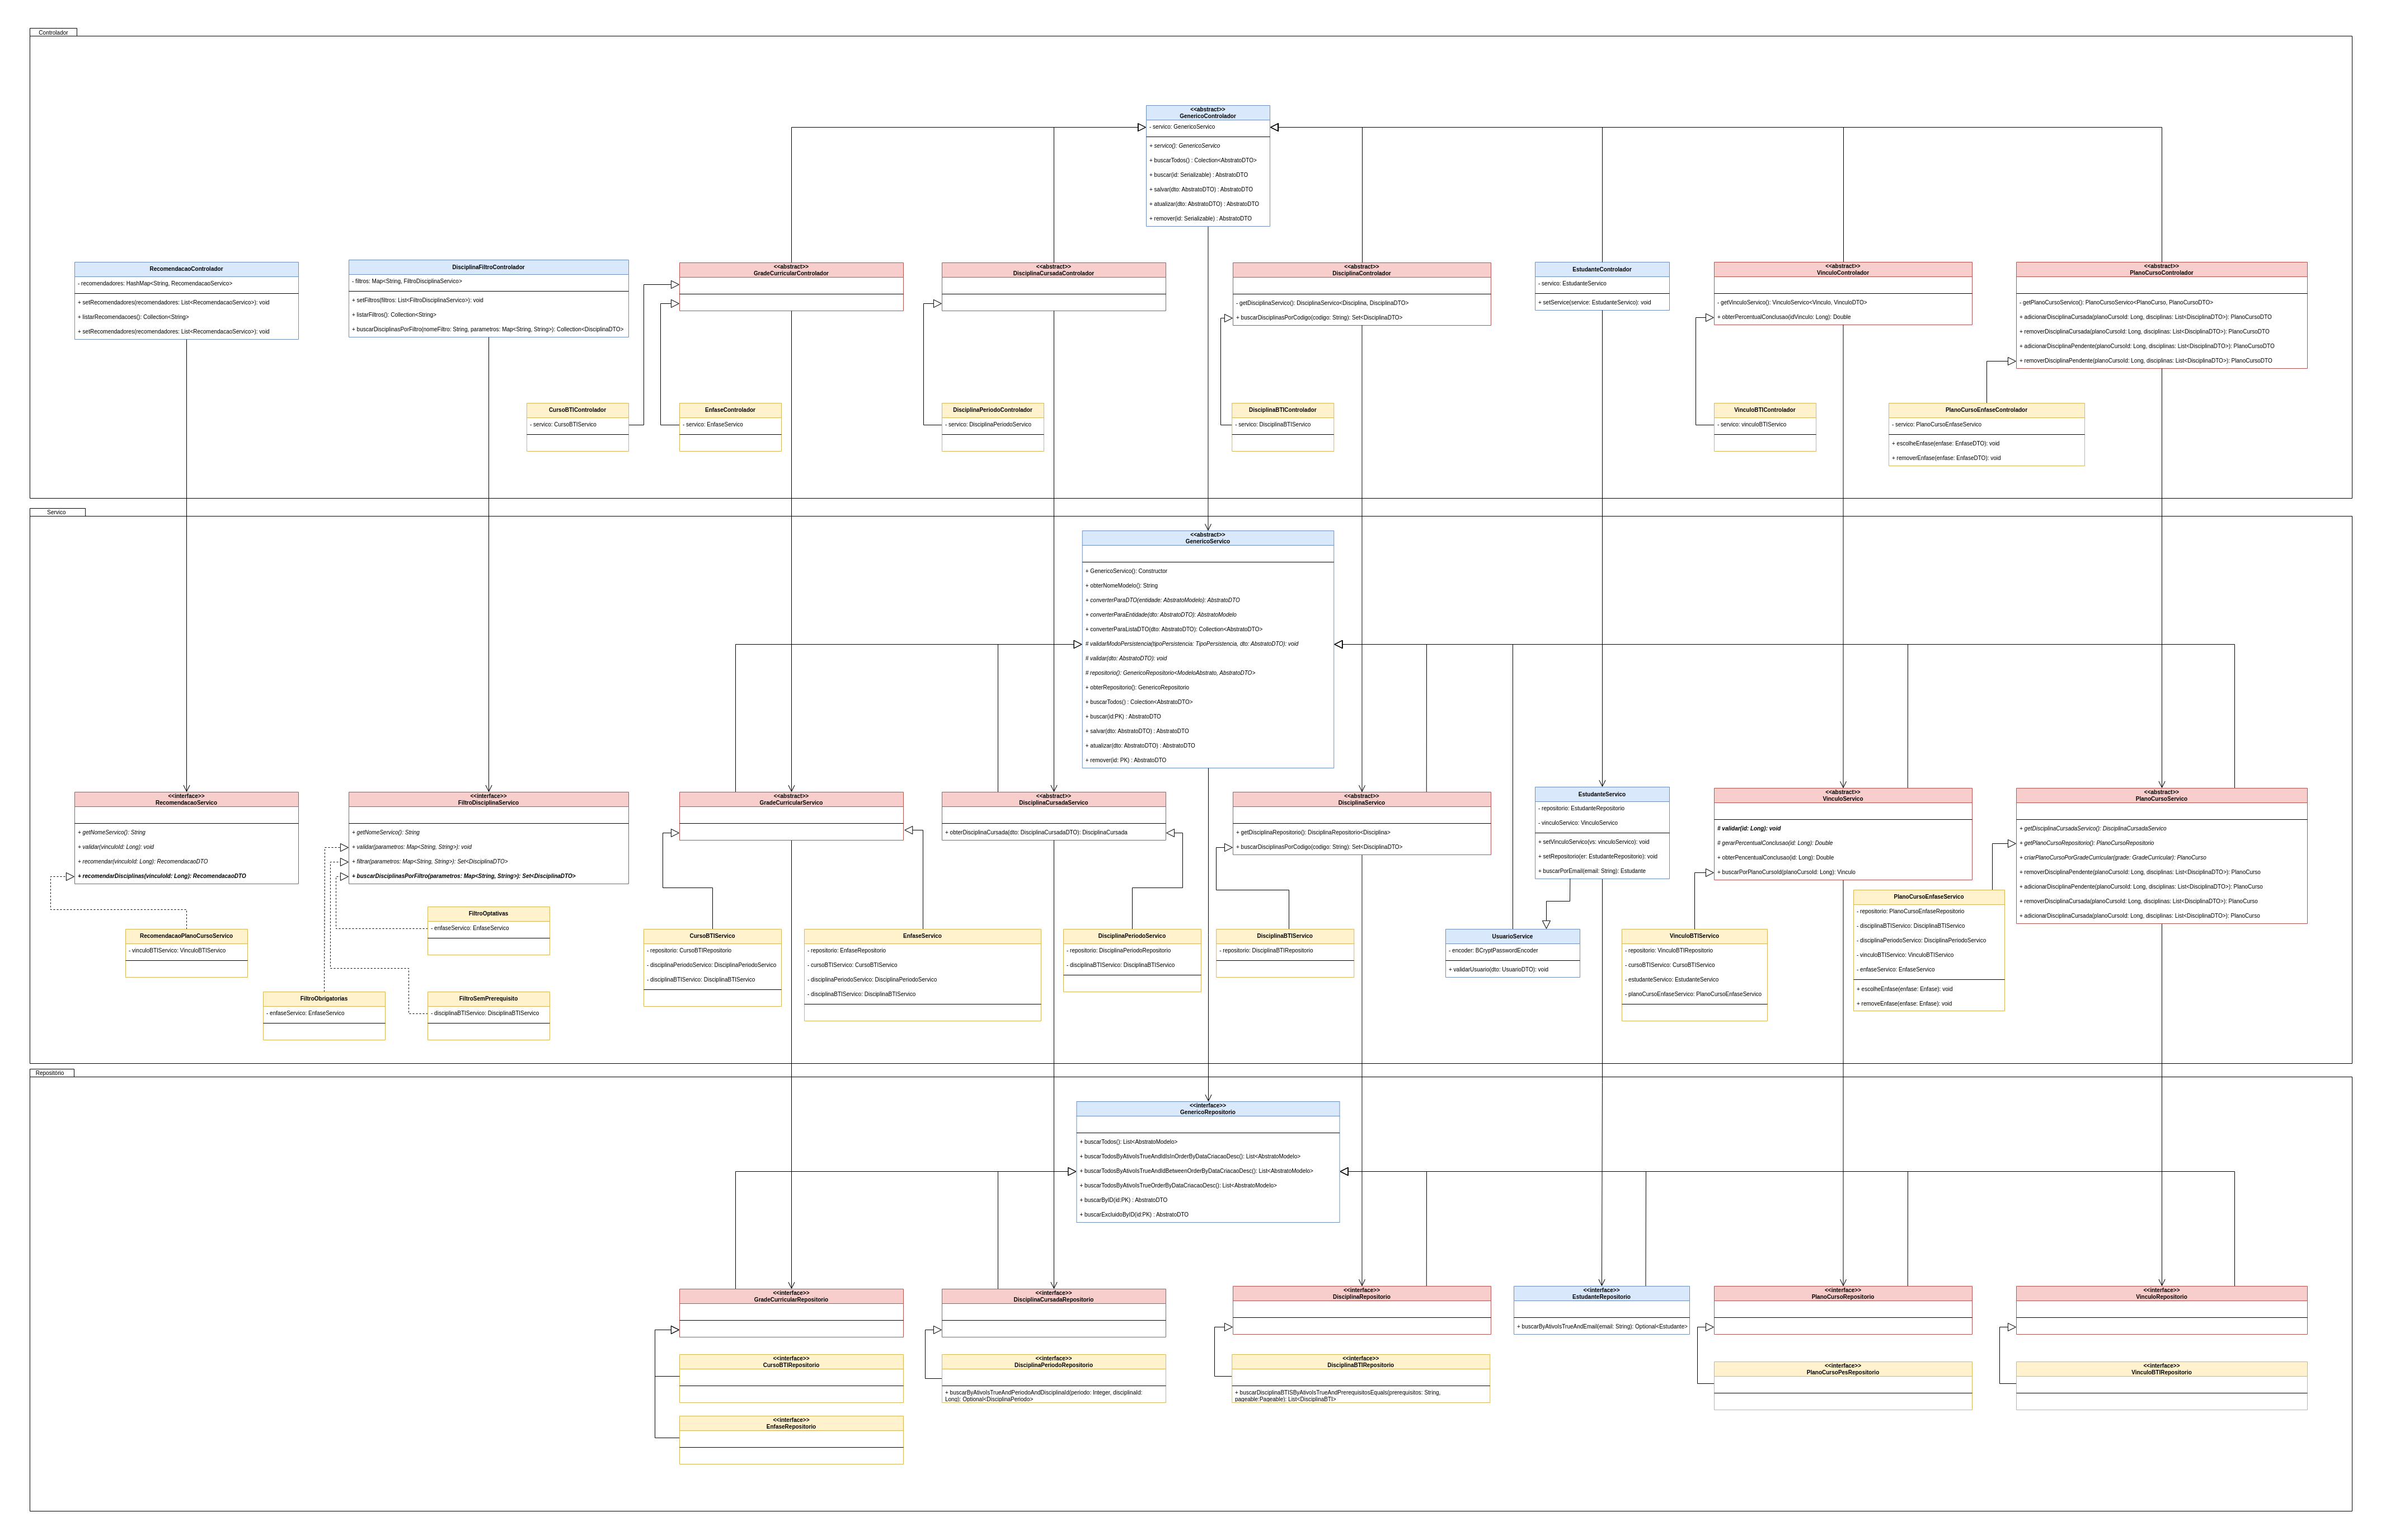 Controlador
<<abstract>>
GenericoControlador
- servico: GenericoServico
+ servico(): GenericoServico
+ buscarTodos() : Colection<AbstratoDTO>
+ buscar(id: Serializable) : AbstratoDTO
+ salvar(dto: AbstratoDTO) : AbstratoDTO
+ atualizar(dto: AbstratoDTO) : AbstratoDTO
+ remover(id: Serializable) : AbstratoDTO
RecomendacaoControlador
- recomendadores: HashMap<String, RecomendacaoServico>
+ setRecomendadores(recomendadores: List<RecomendacaoServico>): void
+ listarRecomendacoes(): Collection<String>
+ setRecomendadores(recomendadores: List<RecomendacaoServico>): void
DisciplinaFiltroControlador
- filtros: Map<String, FiltroDisciplinaServico>
+ setFiltros(filtros: List<FiltroDisciplinaServico>): void
+ listarFiltros(): Collection<String>
+ buscarDisciplinasPorFiltro(nomeFiltro: String, parametros: Map<String, String>): Collection<DisciplinaDTO>
<<abstract>>
GradeCurricularControlador
<<abstract>>
DisciplinaCursadaControlador
<<abstract>>
DisciplinaControlador
- getDisciplinaServico(): DisciplinaServico<Disciplina, DisciplinaDTO>
+ buscarDisciplinasPorCodigo(codigo: String): Set<DisciplinaDTO>
EstudanteControlador
- servico: EstudanteServico
+ setService(service: EstudanteServico): void
<<abstract>>
VinculoControlador
- getVinculoServico(): VinculoServico<Vinculo, VinculoDTO>
+ obterPercentualConclusao(idVinculo: Long): Double
<<abstract>>
PlanoCursoControlador
- getPlanoCursoServico(): PlanoCursoServico<PlanoCurso, PlanoCursoDTO>
+ adicionarDisciplinaCursada(planoCursoId: Long, disciplinas: List<DisciplinaDTO>): PlanoCursoDTO
+ removerDisciplinaCursada(planoCursoId: Long, disciplinas: List<DisciplinaDTO>): PlanoCursoDTO
+ adicionarDisciplinaPendente(planoCursoId: Long, disciplinas: List<DisciplinaDTO>): PlanoCursoDTO
+ removerDisciplinaPendente(planoCursoId: Long, disciplinas: List<DisciplinaDTO>): PlanoCursoDTO
CursoBTIControlador
- servico: CursoBTIServico
EnfaseControlador
- servico: EnfaseServico
DisciplinaPeriodoControlador
- servico: DisciplinaPeriodoServico
DisciplinaBTIControlador
- servico: DisciplinaBTIServico
VinculoBTIControlador
- servico: vinculoBTIServico
PlanoCursoEnfaseControlador
- servico: PlanoCursoEnfaseServico
+ escolheEnfase(enfase: EnfaseDTO): void
+ removerEnfase(enfase: EnfaseDTO): void
Servico
<<abstract>>
GenericoServico
+ GenericoServico(): Constructor
+ obterNomeModelo(): String
+ converterParaDTO(entidade: AbstratoModelo): AbstratoDTO
+ converterParaEntidade(dto: AbstratoDTO): AbstratoModelo
+ converterParaListaDTO(dto: AbstratoDTO): Collection<AbstratoDTO>
# validarModoPersistencia(tipoPersistencia: TipoPersistencia, dto: AbstratoDTO): void
# validar(dto: AbstratoDTO): void
# repositorio(): GenericoRepositorio<ModeloAbstrato, AbstratoDTO>
+ obterRepositorio(): GenericoRepositorio
+ buscarTodos() : Colection<AbstratoDTO>
+ buscar(id:PK) : AbstratoDTO
+ salvar(dto: AbstratoDTO) : AbstratoDTO
+ atualizar(dto: AbstratoDTO) : AbstratoDTO
+ remover(id: PK) : AbstratoDTO
<<interface>>
RecomendacaoServico
+ getNomeServico(): String
+ validar(vinculoId: Long): void
+ recomendar(vinculoId: Long): RecomendacaoDTO
+ recomendarDisciplinas(vinculoId: Long): RecomendacaoDTO
<<interface>>
FiltroDisciplinaServico
+ getNomeServico(): String
+ validar(parametros: Map<String, String>): void
+ filtrar(parametros: Map<String, String>): Set<DisciplinaDTO>
+ buscarDisciplinasPorFiltro(parametros: Map<String, String>): Set<DisciplinaDTO>
<<abstract>>
GradeCurricularServico
<<abstract>>
DisciplinaCursadaServico
+ obterDisciplinaCursada(dto: DisciplinaCursadaDTO): DisciplinaCursada
<<abstract>>
DisciplinaServico
+ getDisciplinaRepositorio(): DisciplinaRepositorio<Disciplina>
+ buscarDisciplinasPorCodigo(codigo: String): Set<DisciplinaDTO>
EstudanteServico
- repositorio: EstudanteRepositorio
- vinculoServico: VinculoServico
+ setVinculoServico(vs: vinculoServico): void
+ setRepositorio(er: EstudanteRepositorio): void
+ buscarPorEmail(email: String): Estudante
<<abstract>>
VinculoServico
# validar(id: Long): void
# gerarPercentualConclusao(id: Long): Double
+ obterPencentualConclusao(id: Long): Double
+ buscarPorPlanoCursoId(planoCursoId: Long): Vinculo
<<abstract>>
PlanoCursoServico
+ getDisciplinaCursadaServico(): DisciplinaCursadaServico
+ getPlanoCursoRepositorio(): PlanoCursoRepositorio
+ criarPlanoCursoPorGradeCurricular(grade: GradeCurricular): PlanoCurso
+ removerDisciplinaPendente(planoCursoId: Long, disciplinas: List<DisciplinaDTO>): PlanoCurso
+ adicionarDisciplinaPendente(planoCursoId: Long, disciplinas: List<DisciplinaDTO>): PlanoCurso
+ removerDisciplinaCursada(planoCursoId: Long, disciplinas: List<DisciplinaDTO>): PlanoCurso
+ adicionarDisciplinaCursada(planoCursoId: Long, disciplinas: List<DisciplinaDTO>): PlanoCurso
RecomendacaoPlanoCursoServico
- vinculoBTIServico: VinculoBTIServico
FiltroOptativas
- enfaseServico: EnfaseServico
FiltroObrigatorias
- enfaseServico: EnfaseServico
FiltroSemPrerequisito
- disciplinaBTIServico: DisciplinaBTIServico
CursoBTIServico
- repositorio: CursoBTIRepositorio
- disciplinaPeriodoServico: DisciplinaPeriodoServico
- disciplinaBTIServico: DisciplinaBTIServico
EnfaseServico
- repositorio: EnfaseRepositorio
- cursoBTIServico: CursoBTIServico
- disciplinaPeriodoServico: DisciplinaPeriodoServico
- disciplinaBTIServico: DisciplinaBTIServico
DisciplinaPeriodoServico
- repositorio: DisciplinaPeriodoRepositorio
- disciplinaBTIServico: DisciplinaBTIServico
DisciplinaBTIServico
- repositorio: DisciplinaBTIRepositorio
UsuarioService
- encoder: BCryptPasswordEncoder
+ validarUsuario(dto: UsuarioDTO): void
VinculoBTIServico
- repositorio: VinculoBTIRepositorio
- cursoBTIServico: CursoBTIServico
- estudanteServico: EstudanteServico
- planoCursoEnfaseServico: PlanoCursoEnfaseServico
PlanoCursoEnfaseServico
- repositorio: PlanoCursoEnfaseRepositorio
- disciplinaBTIServico: DisciplinaBTIServico
- disciplinaPeriodoServico: DisciplinaPeriodoServico
- vinculoBTIServico: VinculoBTIServico
- enfaseServico: EnfaseServico
+ escolheEnfase(enfase: Enfase): void
+ removeEnfase(enfase: Enfase): void
Repositório
<<interface>>
GenericoRepositorio
+ buscarTodos(): List<AbstratoModelo>
+ buscarTodosByAtivoIsTrueAndIdIsInOrderByDataCriacaoDesc(): List<AbstratoModelo>
+ buscarTodosByAtivoIsTrueAndIdBetweenOrderByDataCriacaoDesc(): List<AbstratoModelo>
+ buscarTodosByAtivoIsTrueOrderByDataCriacaoDesc(): List<AbstratoModelo>
+ buscarByID(id:PK) : AbstratoDTO
+ buscarExcluidoByID(id:PK) : AbstratoDTO
<<interface>>
GradeCurricularRepositorio
<<interface>>
DisciplinaCursadaRepositorio
<<interface>>
DisciplinaRepositorio
<<interface>>
EstudanteRepositorio
+ buscarByAtivoIsTrueAndEmail(email: String): Optional<Estudante>
<<interface>>
PlanoCursoRepositorio
<<interface>>
VinculoRepositorio
<<interface>>
CursoBTIRepositorio
<<interface>>
DisciplinaPeriodoRepositorio
+ buscarByAtivoIsTrueAndPeriodoAndDisciplinaId(periodo: Integer, disciplinaId:
Long): Optional<DisciplinaPeriodo>
<<interface>>
DisciplinaBTIRepositorio
+ buscarDisciplinaBTISByAtivoIsTrueAndPrerequisitosEquals(prerequisitos: String,
pageable:Pageable): List<DisciplinaBTI>
<<interface>>
PlanoCursoPesRepositorio
<<interface>>
VinculoBTIRepositorio
<<interface>>
EnfaseRepositorio